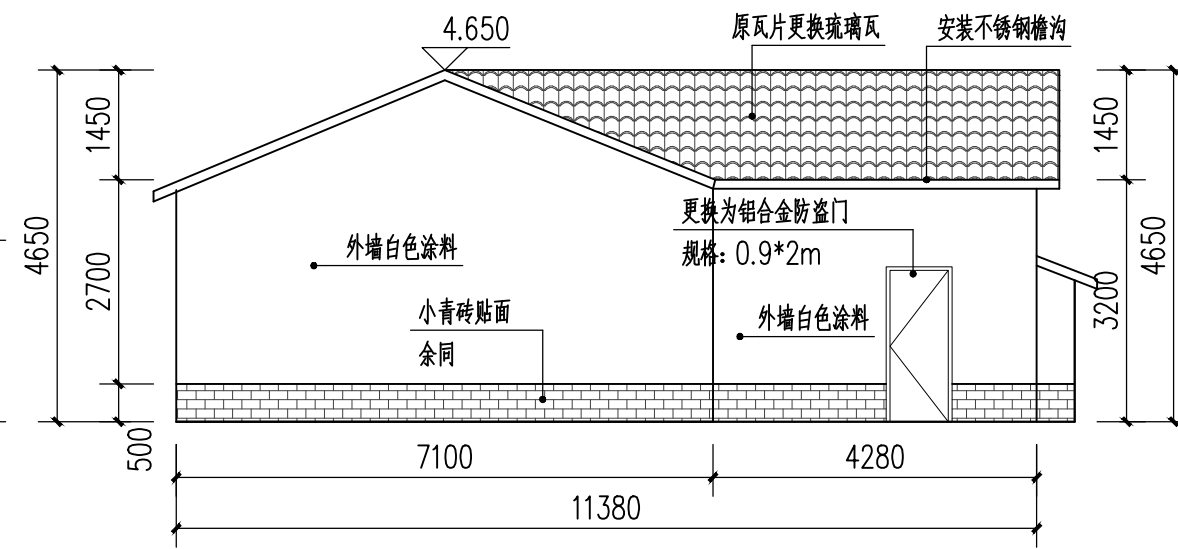 4.650
原瓦片更换琉璃瓦
安装不锈钢檐沟
1450
1450
4650
4650
2700
3200
更换为铝合金防盗门
规格：0.9*2m
外墙白色涂料
小青砖贴面
余同
外墙白色涂料
500
7100
4280
11380